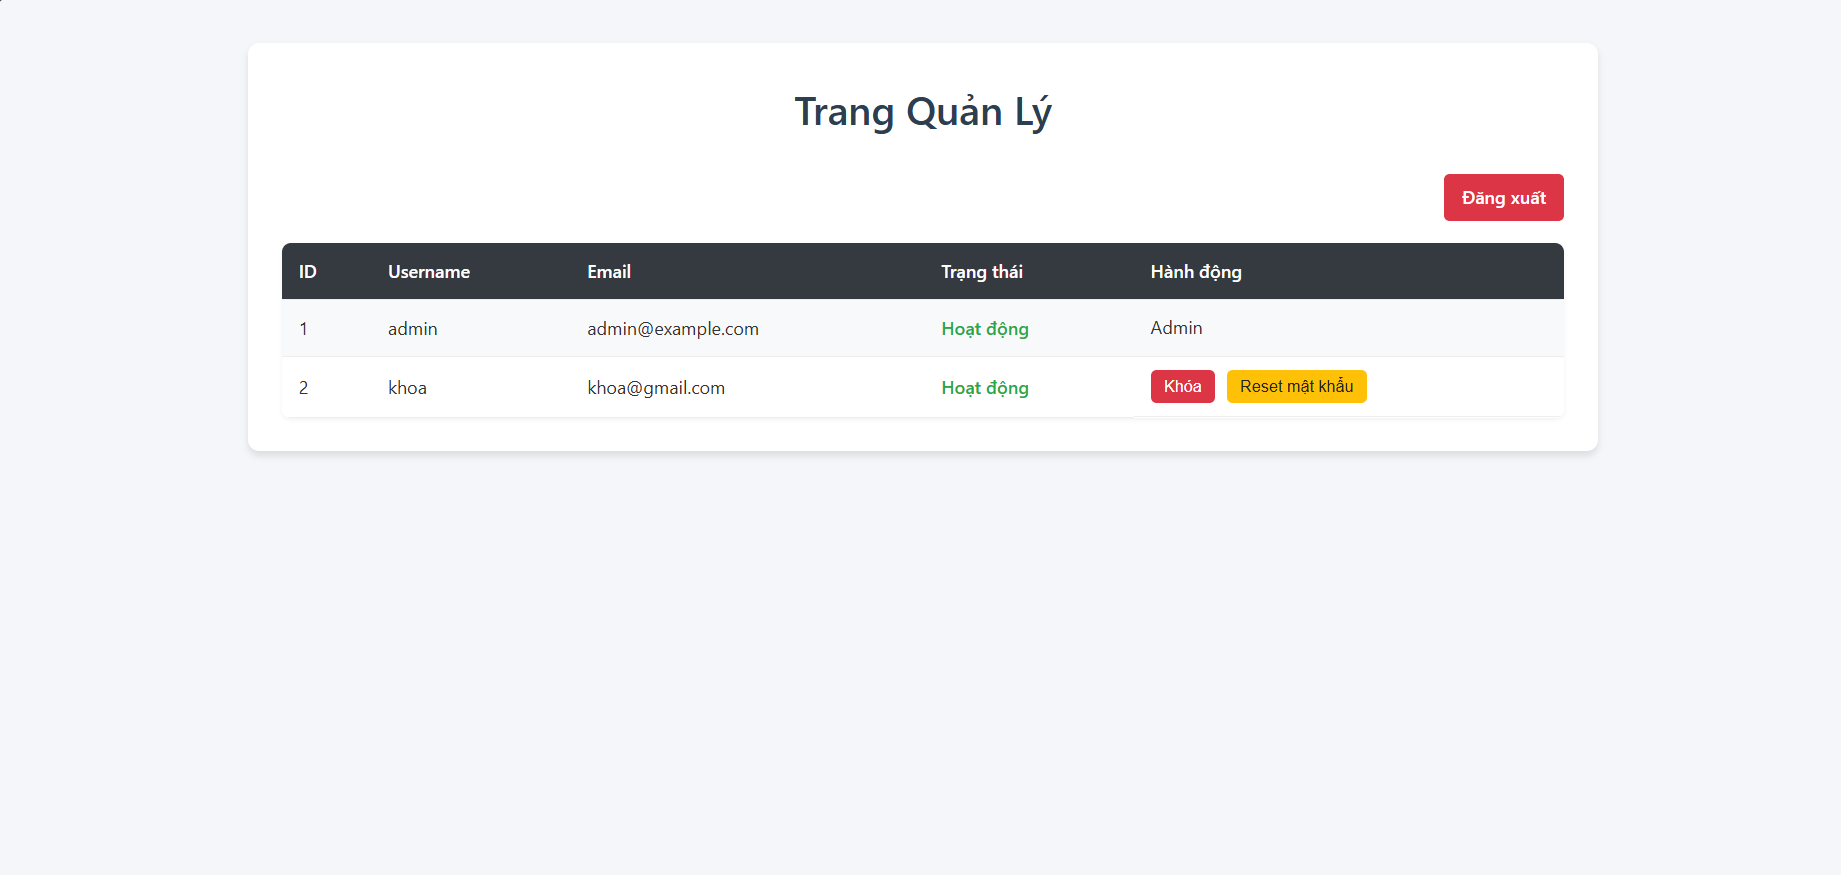 Trang Quản Lý
Đăng xuất
ID Username Email Trạng thái Hành động
1 admin admin@example.com Hoạt động Admin
2 khoa khoa@gmail.com Hoạt động Khóa Reset mật khẩu